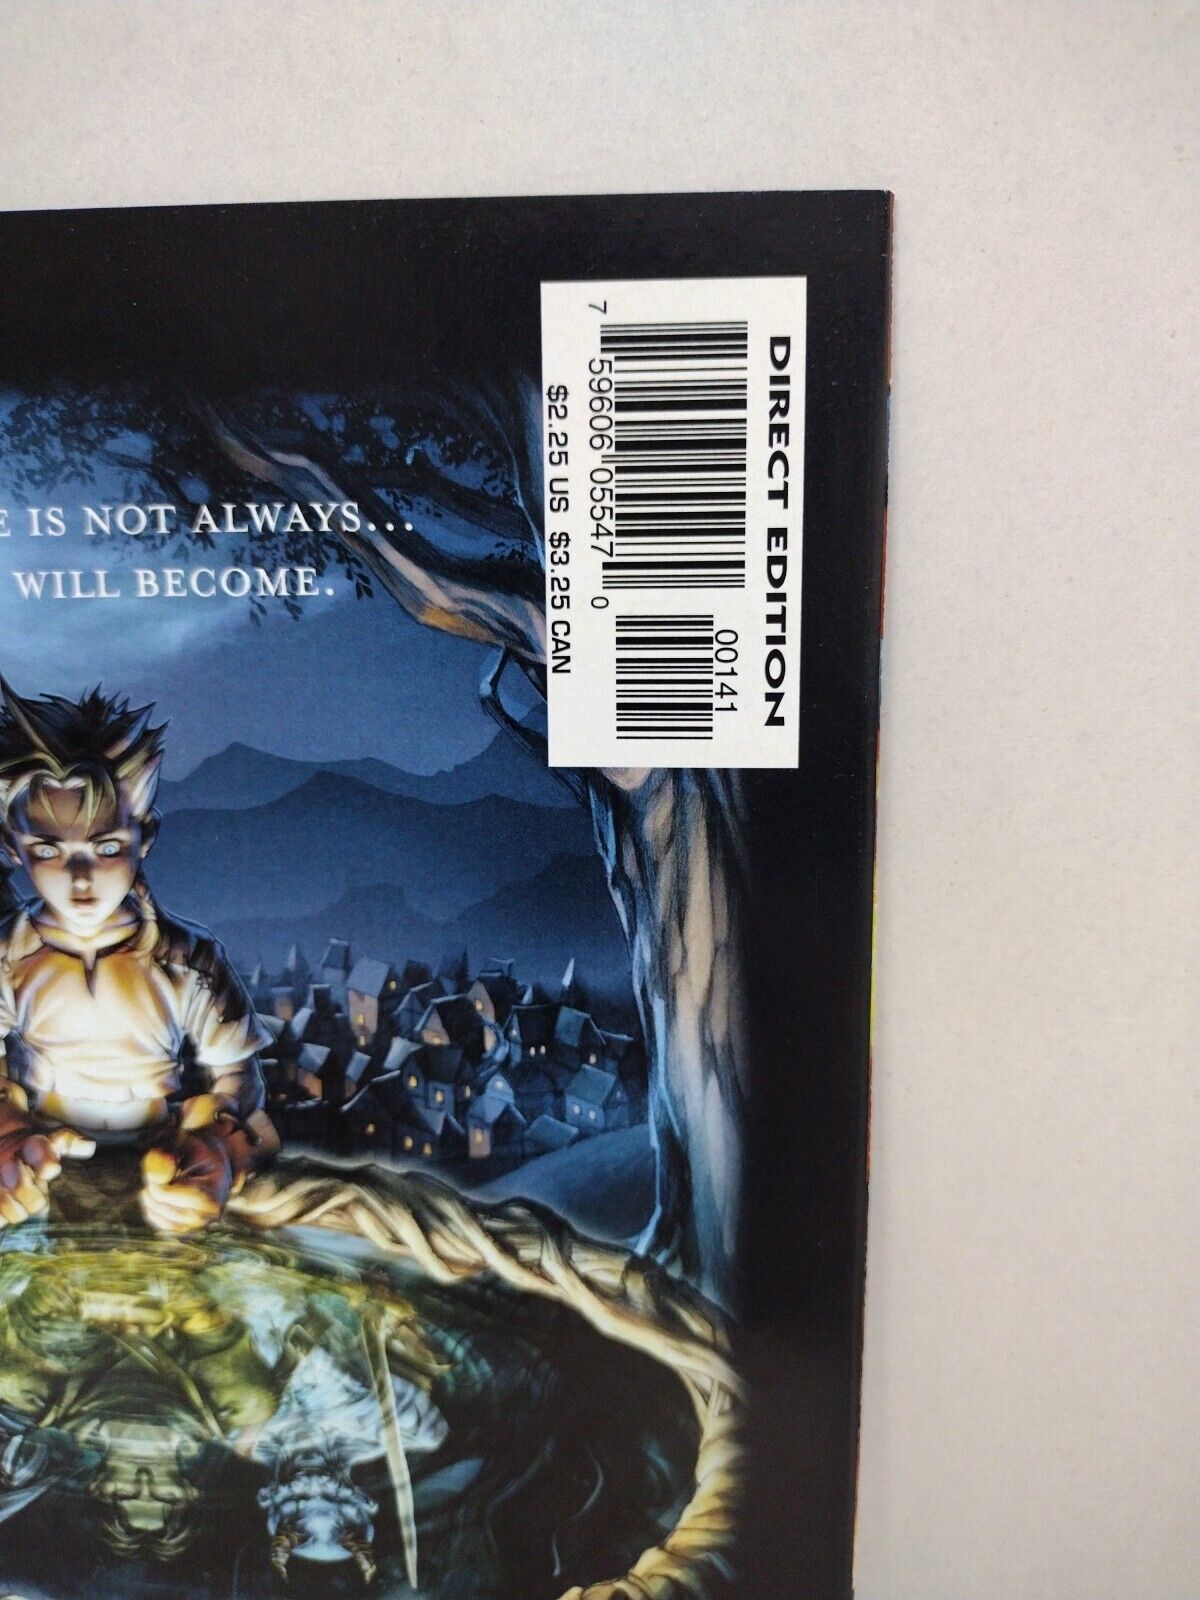 E IS NOT ALWAYS...
WILL BECOME.
DIRECT EDITION
7 59606 05547 0
00141
$2.25 US $3.25 CAN